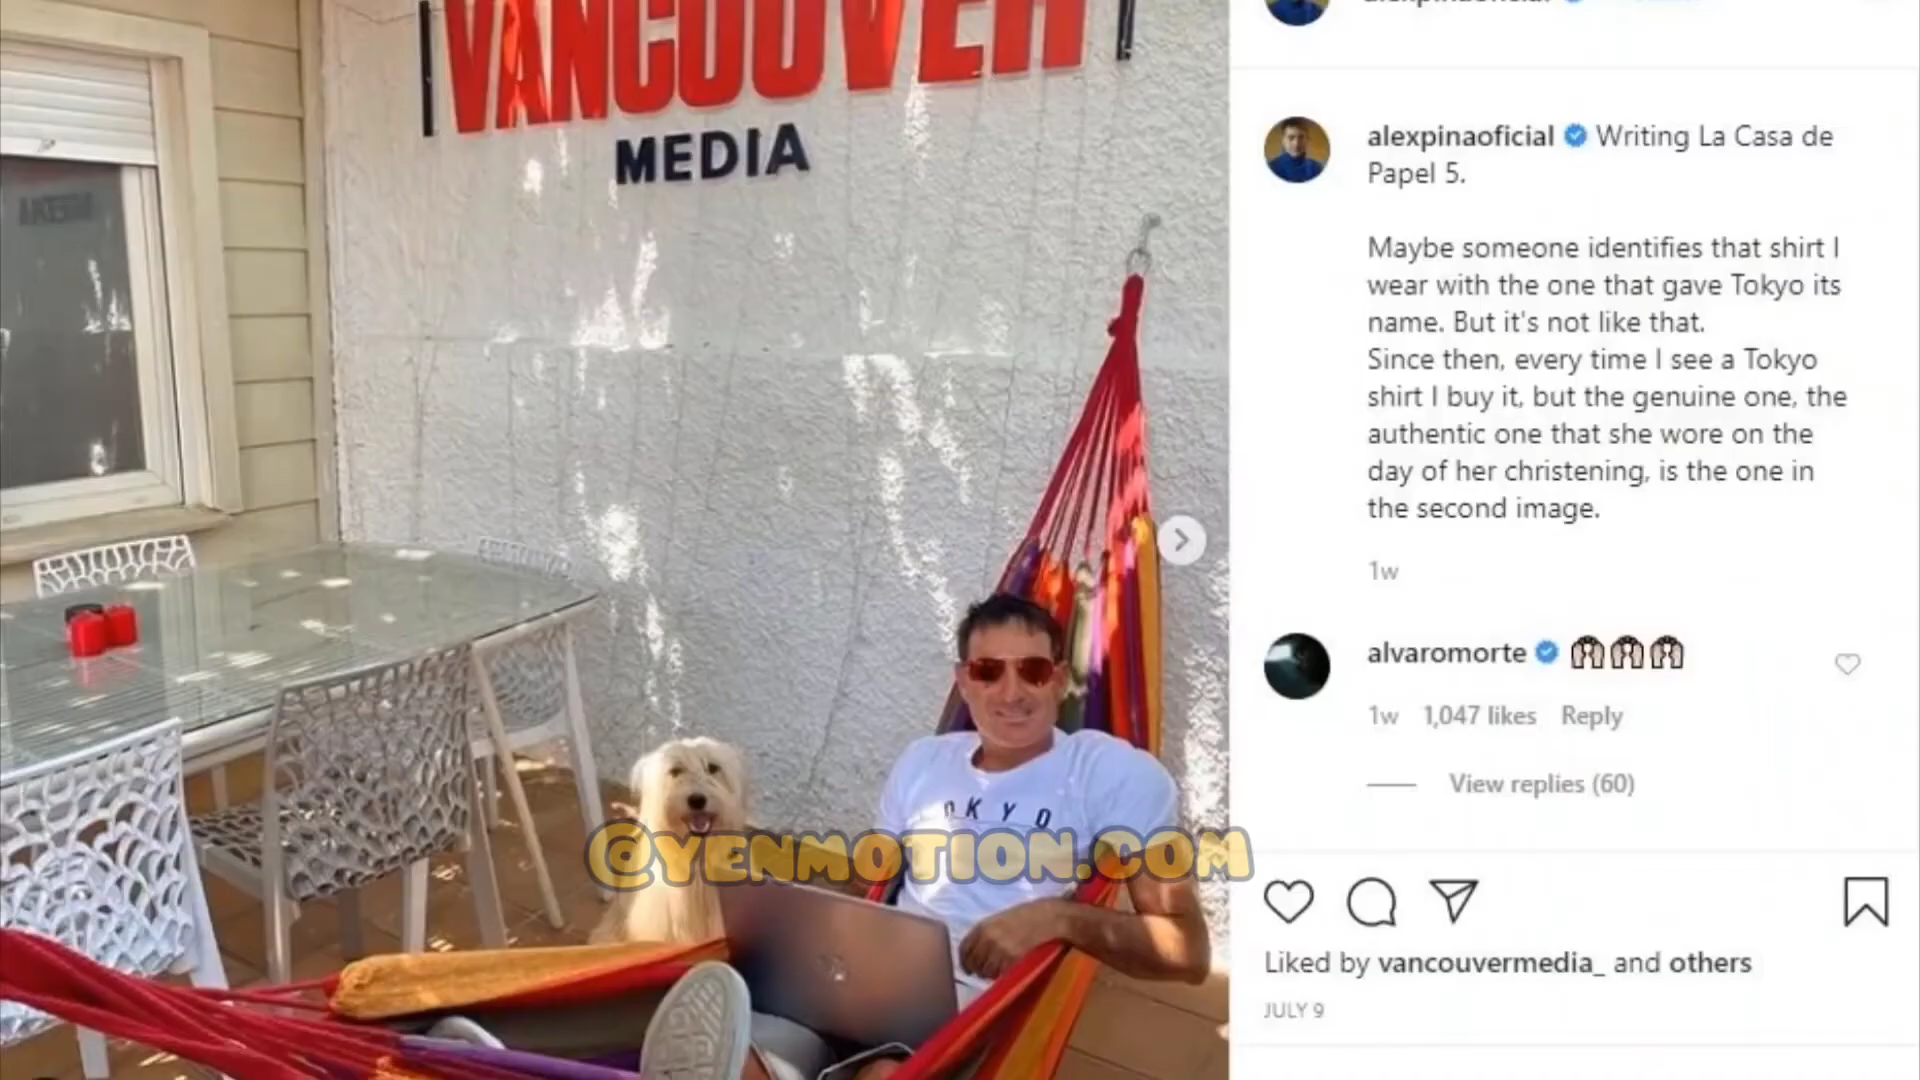 VANCOUVER
MEDIA
OKYO
@YENMOTION.COM
alexpinaoficial
alexpinaoficial Writing La Casa de
Papel 5.
Maybe someone identifies that shirt I
wear with the one that gave Tokyo its
name. But it's not like that.
Since then, every time I see a Tokyo
shirt I buy it, but the genuine one, the
authentic one that she wore on the
day of her christening, is the one in
the second image.
1w
alvaromorte
1w 1,047 likes Reply
View replies (60)
Liked by vancouvermedia_ and others
JULY 9